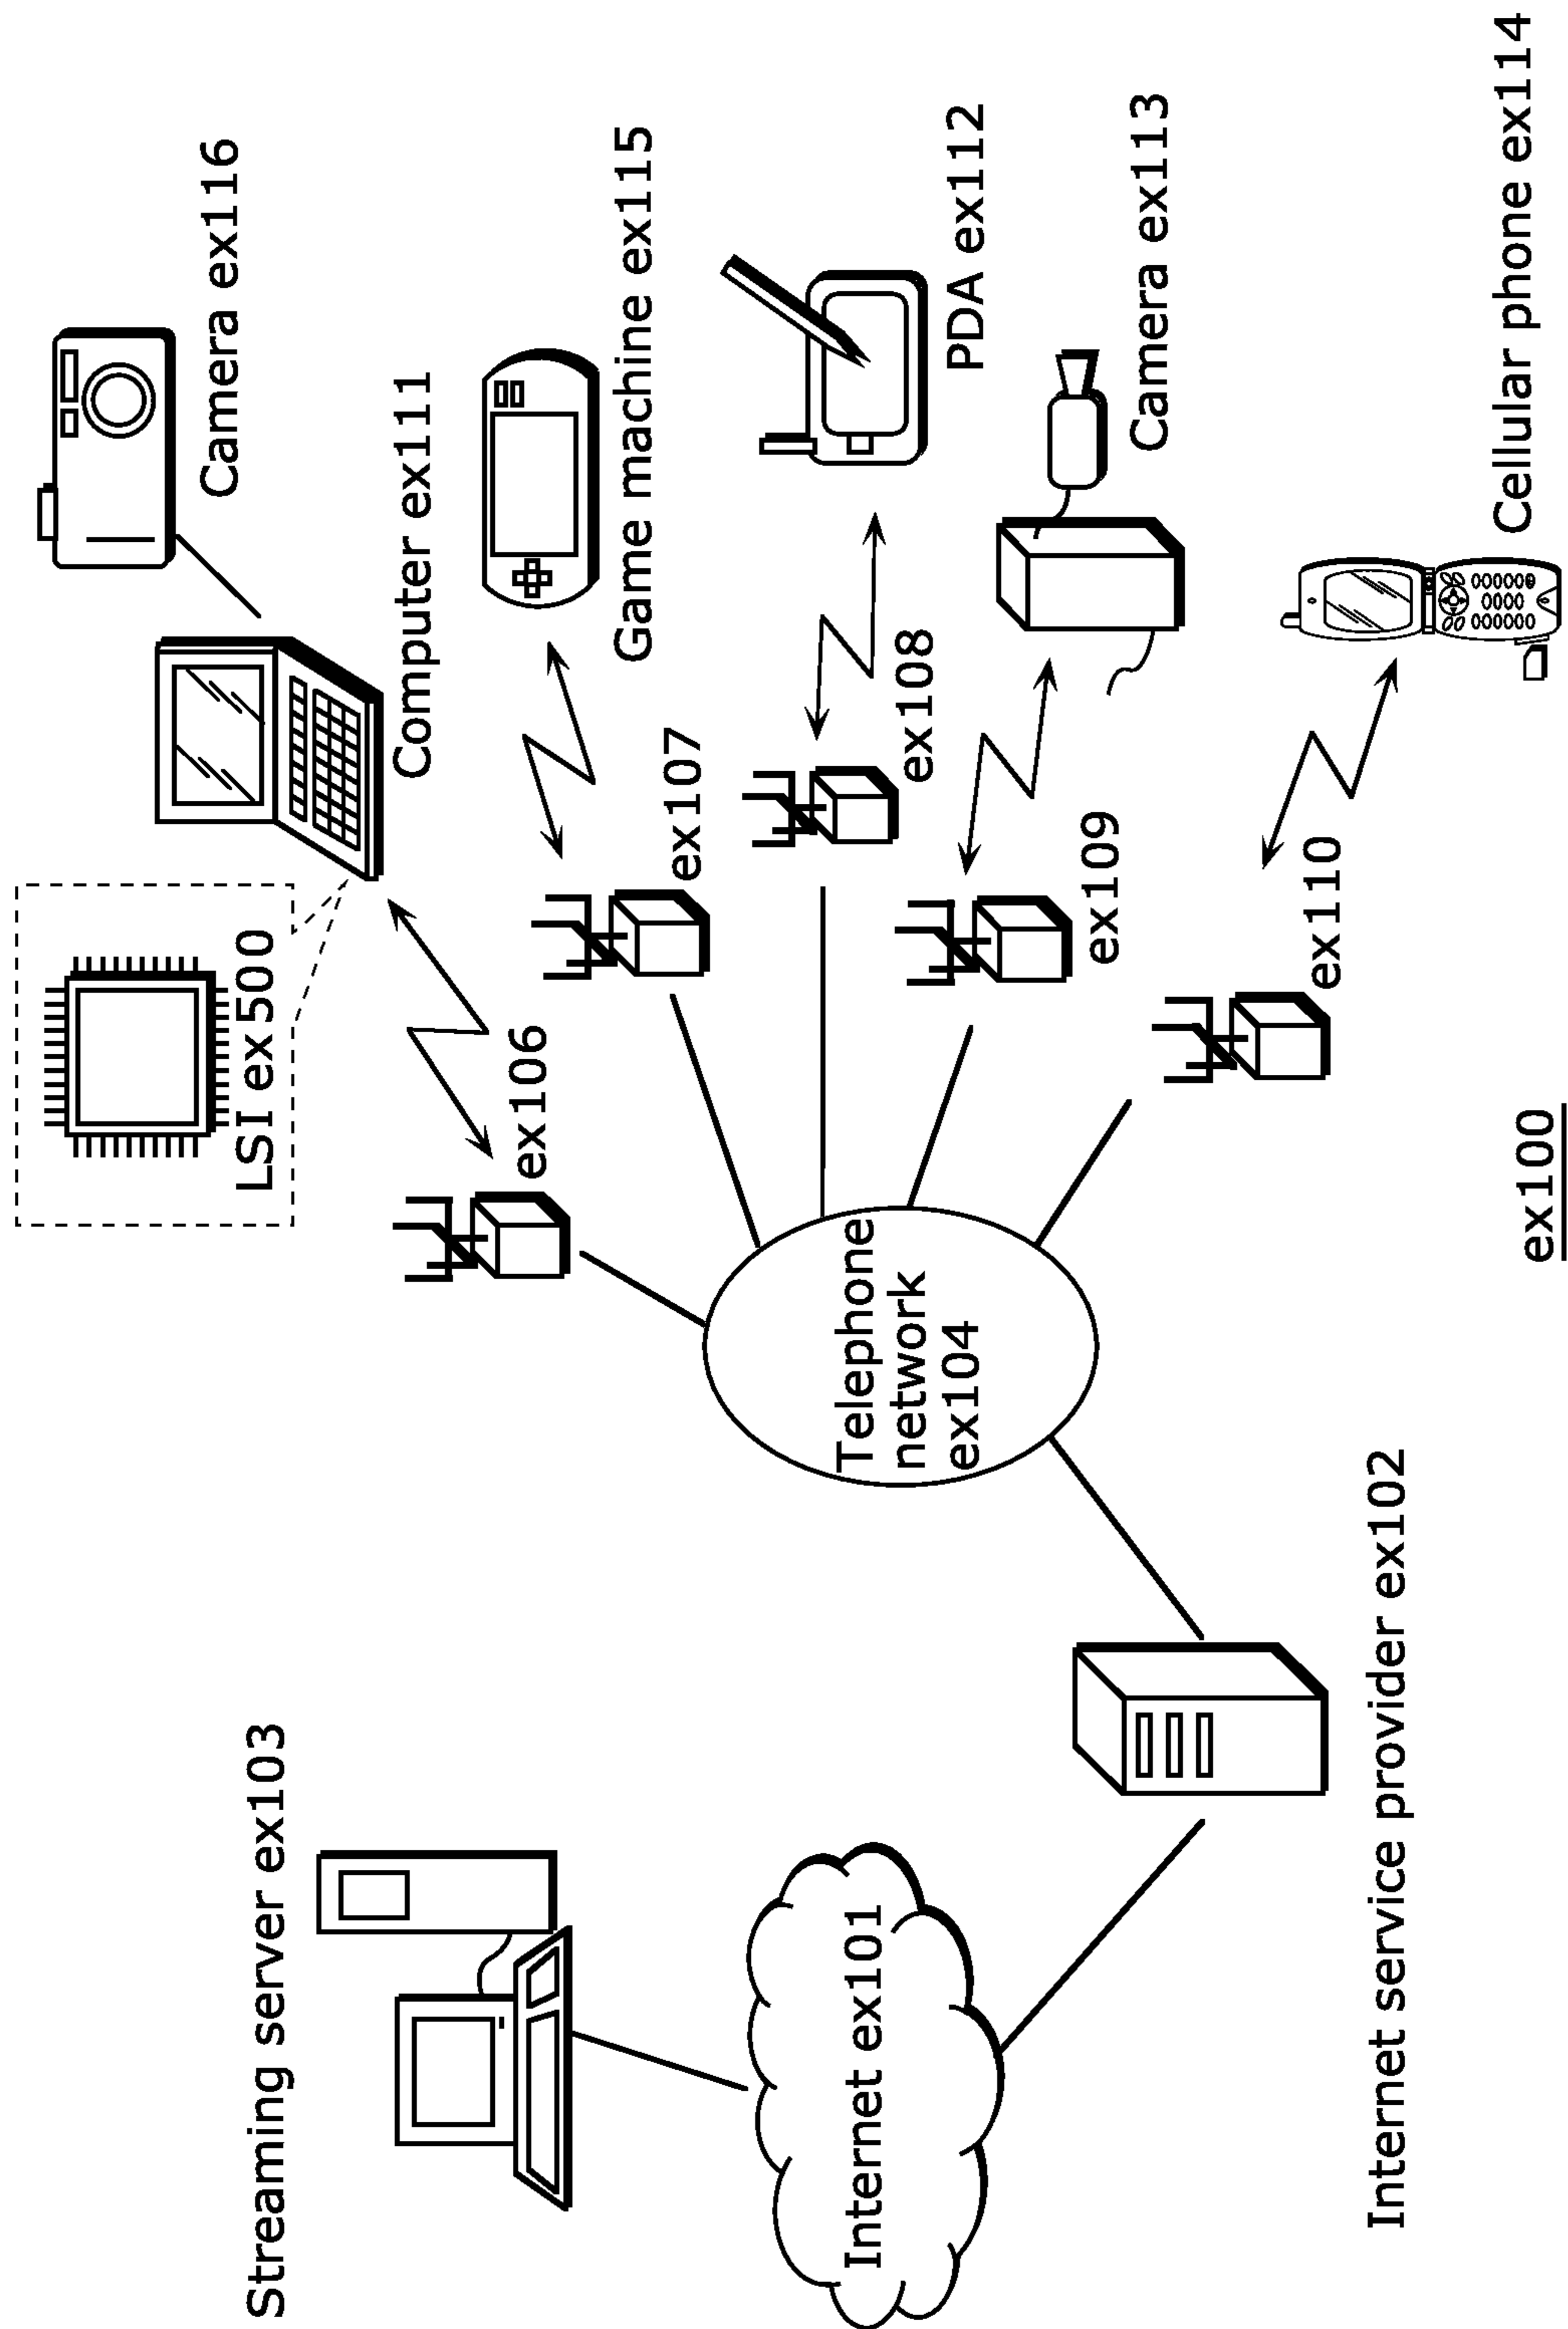 LSI ex500
Camera ex116
Streaming server ex103
Computer ex111
ex106
Game machine ex115
ex107
Telephone
network
ex104
Internet ex101
ex108
PDA ex112
ex109
Camera ex113
ex110
Internet service provider ex102
Cellular phone ex114
ex100